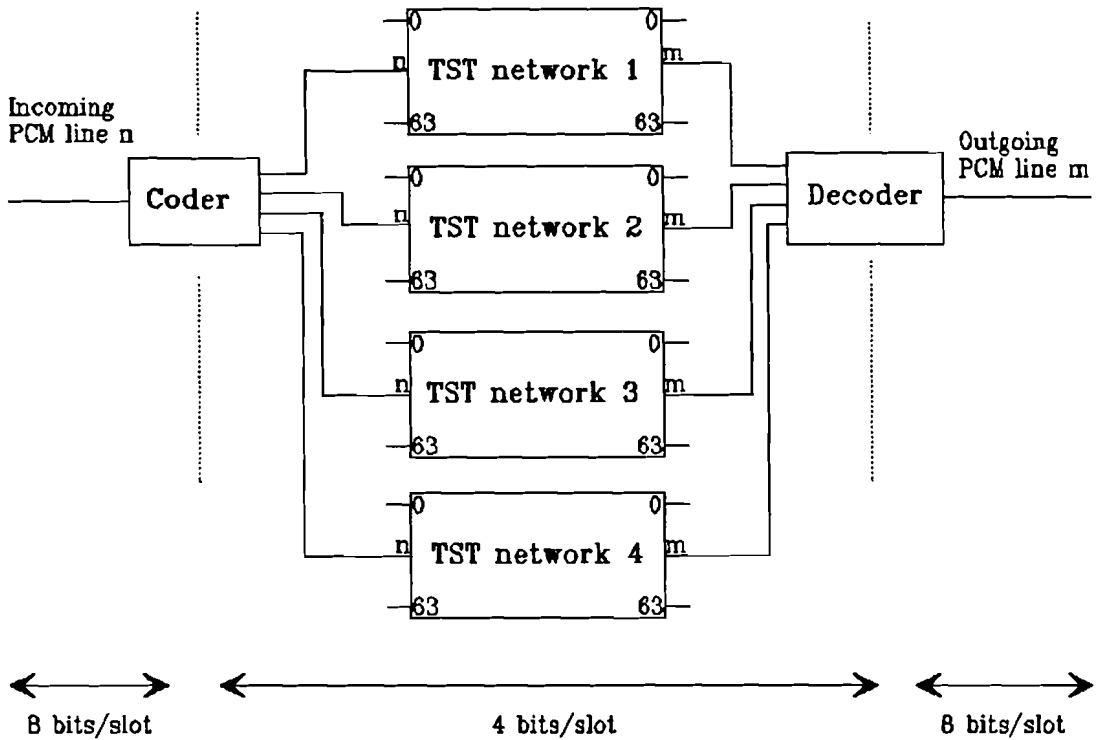 0 0
n TST network 1 m
63 63
Incoming
PCM line n
Coder
0 0
n TST network 2 m
63 63
Decoder
Outgoing
PCM line m
0 0
n TST network 3 m
63 63
0 0
n TST network 4 m
63 63
8 bits/slot 4 bits/slot 8 bits/slot